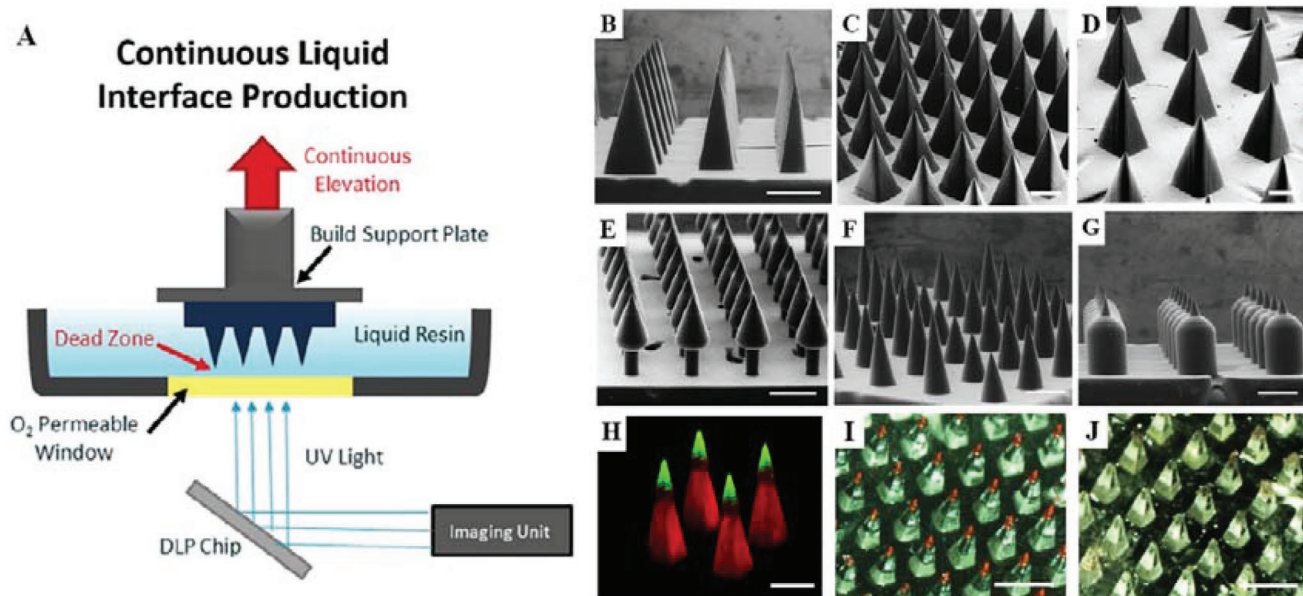 A
Continuous Liquid
Interface Production
Continuous
Elevation
Build Support Plate
Dead Zone
Liquid Resin
O₂ Permeable
Window
UV Light
DLP Chip
Imaging Unit
B
C
D
E
F
G
H
I
J